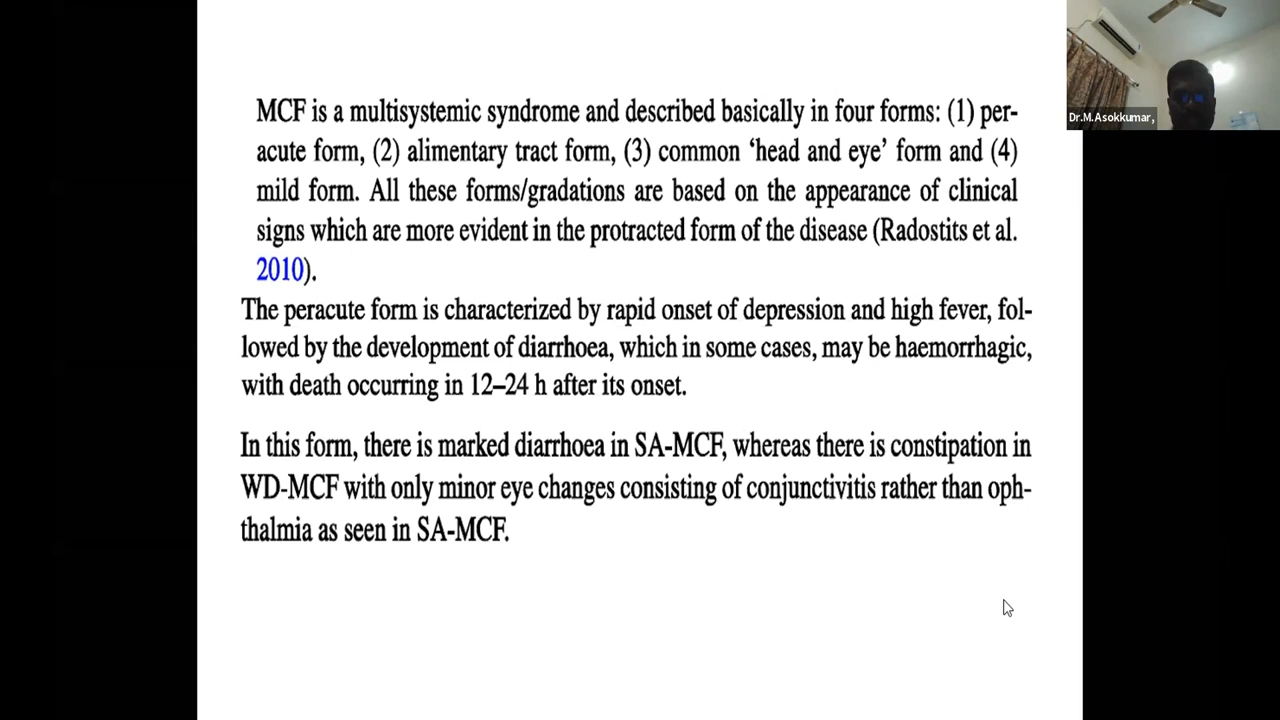 MCF is a multisystemic syndrome and described basically in four forms: (1) per-
acute form, (2) alimentary tract form, (3) common ‘head and eye’ form and (4)
mild form. All these forms/gradations are based on the appearance of clinical
signs which are more evident in the protracted form of the disease (Radostits et al.
2010).
The peracute form is characterized by rapid onset of depression and high fever, fol-
lowed by the development of diarrhoea, which in some cases, may be haemorrhagic,
with death occurring in 12–24 h after its onset.
In this form, there is marked diarrhoea in SA-MCF, whereas there is constipation in
WD-MCF with only minor eye changes consisting of conjunctivitis rather than oph-
thalmia as seen in SA-MCF.
Dr.M.Asokkumar,